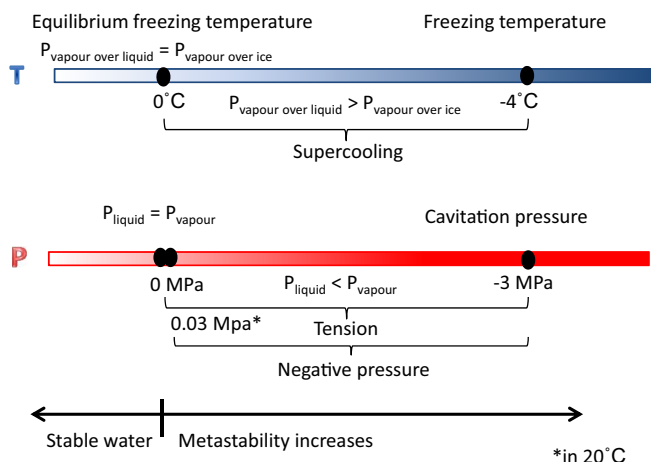 Equilibrium freezing temperature Freezing temperature
P vapour over liquid = P vapour over ice
T
0°C P vapour over liquid > P vapour over ice -4°C
Supercooling
P liquid = P vapour Cavitation pressure
P
0 MPa P liquid < P vapour -3 MPa
0.03 Mpa* Tension
Negative pressure
Stable water Metastability increases
*in 20°C